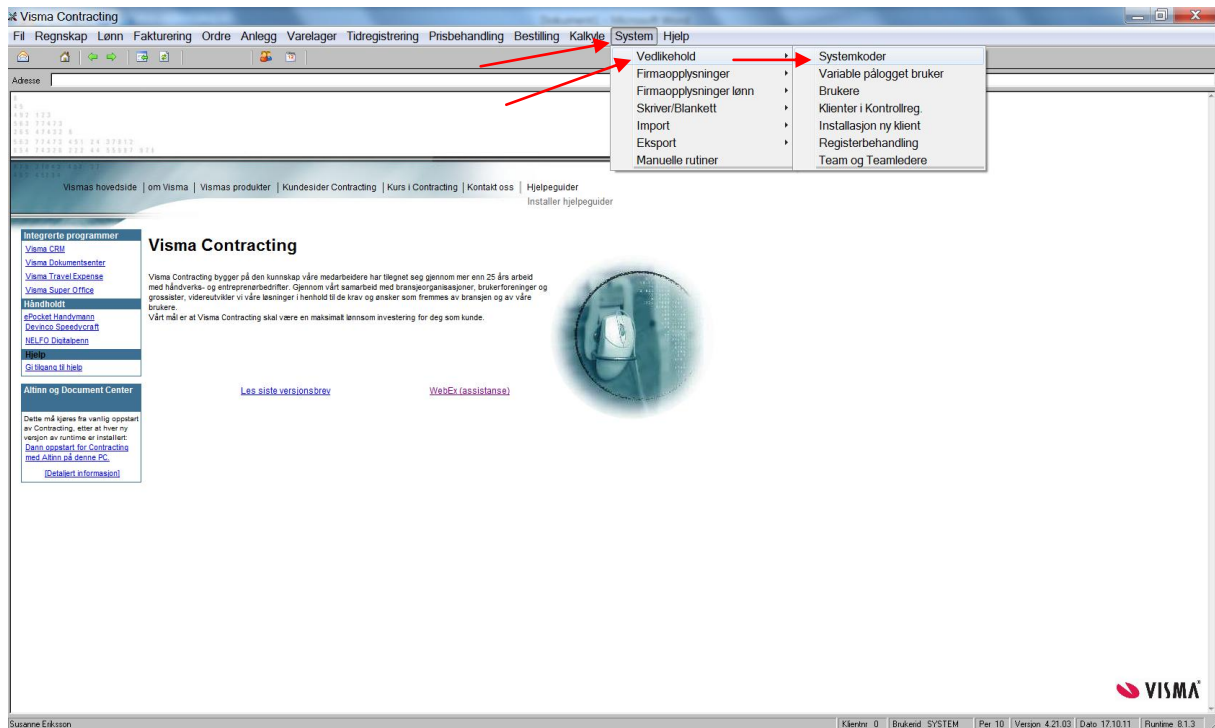 Visma Contracting
Fil Regnskap Lønn Fakturering Ordre Anlegg Varelager Tidregistrering Prisbehandling Bestilling Kalkyle System Hjelp
Adresse
Vedlikehold
Firmaopplysninger
Firmaopplysninger lønn
Skriver/Blankett
Import
Eksport
Manuelle rutiner
Systemkoder
Variable pålogget bruker
Brukere
Klienter i Kontrollreg.
Installasjon ny klient
Registerbehandling
Team og Teamledere
Vismas hovedside | om Visma | Vismas produkter | Kundesider Contracting | Kurs i Contracting | Kontakt oss | Hjelpeguider
Installer hjelpeguider
Integrerte programmer
Visma CRM
Visma Dokumentsenter
Visma Travel Expense
Visma Super Office
Håndholdt
ePocket Handymann
Devinco Speedycraft
NELFO Digitalpenn
Hjelp
Gi tilgang til hjelp
Altinn og Document Center
Dette må kjøres fra vanlig oppstart
av Contracting, etter at hver ny
versjon av runtime er installert:
Dann oppstart for Contracting
med Altinn på denne PC.
[Detaljert informasjon]
Visma Contracting
Visma Contracting bygger på den kunnskap våre medarbeidere har tilegnet seg gjennom mer enn 25 års arbeid
med håndverks- og entreprenørbedrifter. Gjennom vårt samarbeid med bransjeorganisasjoner, brukerforeninger og
grossister, videreutvikler vi våre løsninger i henhold til de krav og ønsker som fremmes av bransjen og av våre
brukere.
Vårt mål er at Visma Contracting skal være en maksimalt lønnsom investering for deg som kunde.
Les siste versjonsbrev
WebEx (assistanse)
VISMA
Susanne Eriksson
Klientnr 0 Brukerid SYSTEM Per 10 Versjon 4.21.03 Dato 17.10.11 Runtime 8.1.3